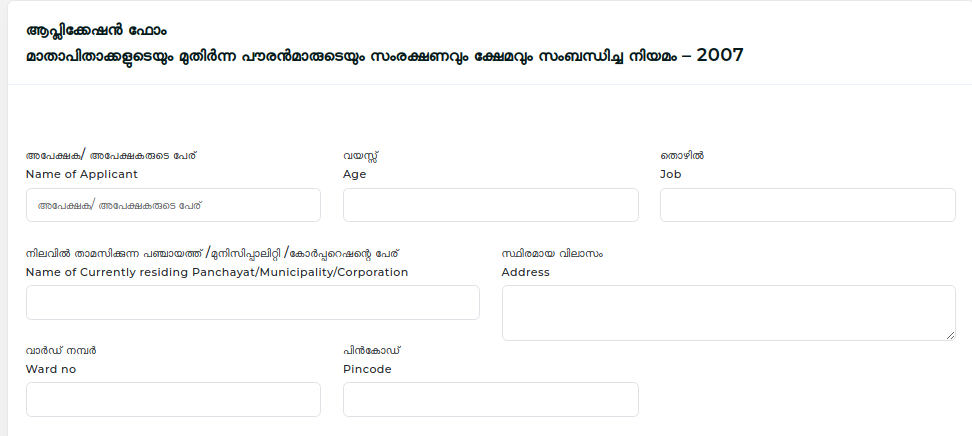 ആപ്ലിക്കേഷൻ ഫോം
മാതാപിതാക്കളുടെയും മുതിർന്ന പൗരൻമാരുടെയും സംരക്ഷണവും ക്ഷേമവും സംബന്ധിച്ച നിയമം – 2007
അപേക്ഷക/ അപേക്ഷകരുടെ പേര്
Name of Applicant
അപേക്ഷക/ അപേക്ഷകരുടെ പേര്
വയസ്സ്
Age
തൊഴിൽ
Job
നിലവിൽ താമസിക്കുന്ന പഞ്ചായത്ത് /മുനിസിപ്പാലിറ്റി /കോർപ്പറെഷന്റെ പേര്
Name of Currently residing Panchayat/Municipality/Corporation
സ്ഥിരമായ വിലാസം
Address
വാർഡ് നമ്പർ
Ward no
പിൻകോഡ്
Pincode